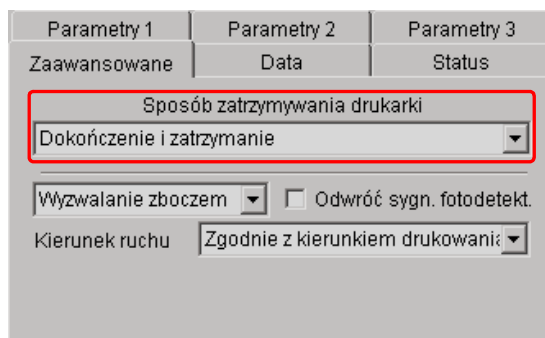 Parametry 1 Parametry 2 Parametry 3
Zaawansowane Data Status
Sposób zatrzymywania drukarki
Dokończenie i zatrzymanie
Wyzwalanie zboczem Odwróć sygn. fotodetekt.
Kierunek ruchu Zgodnie z kierunkiem drukowania